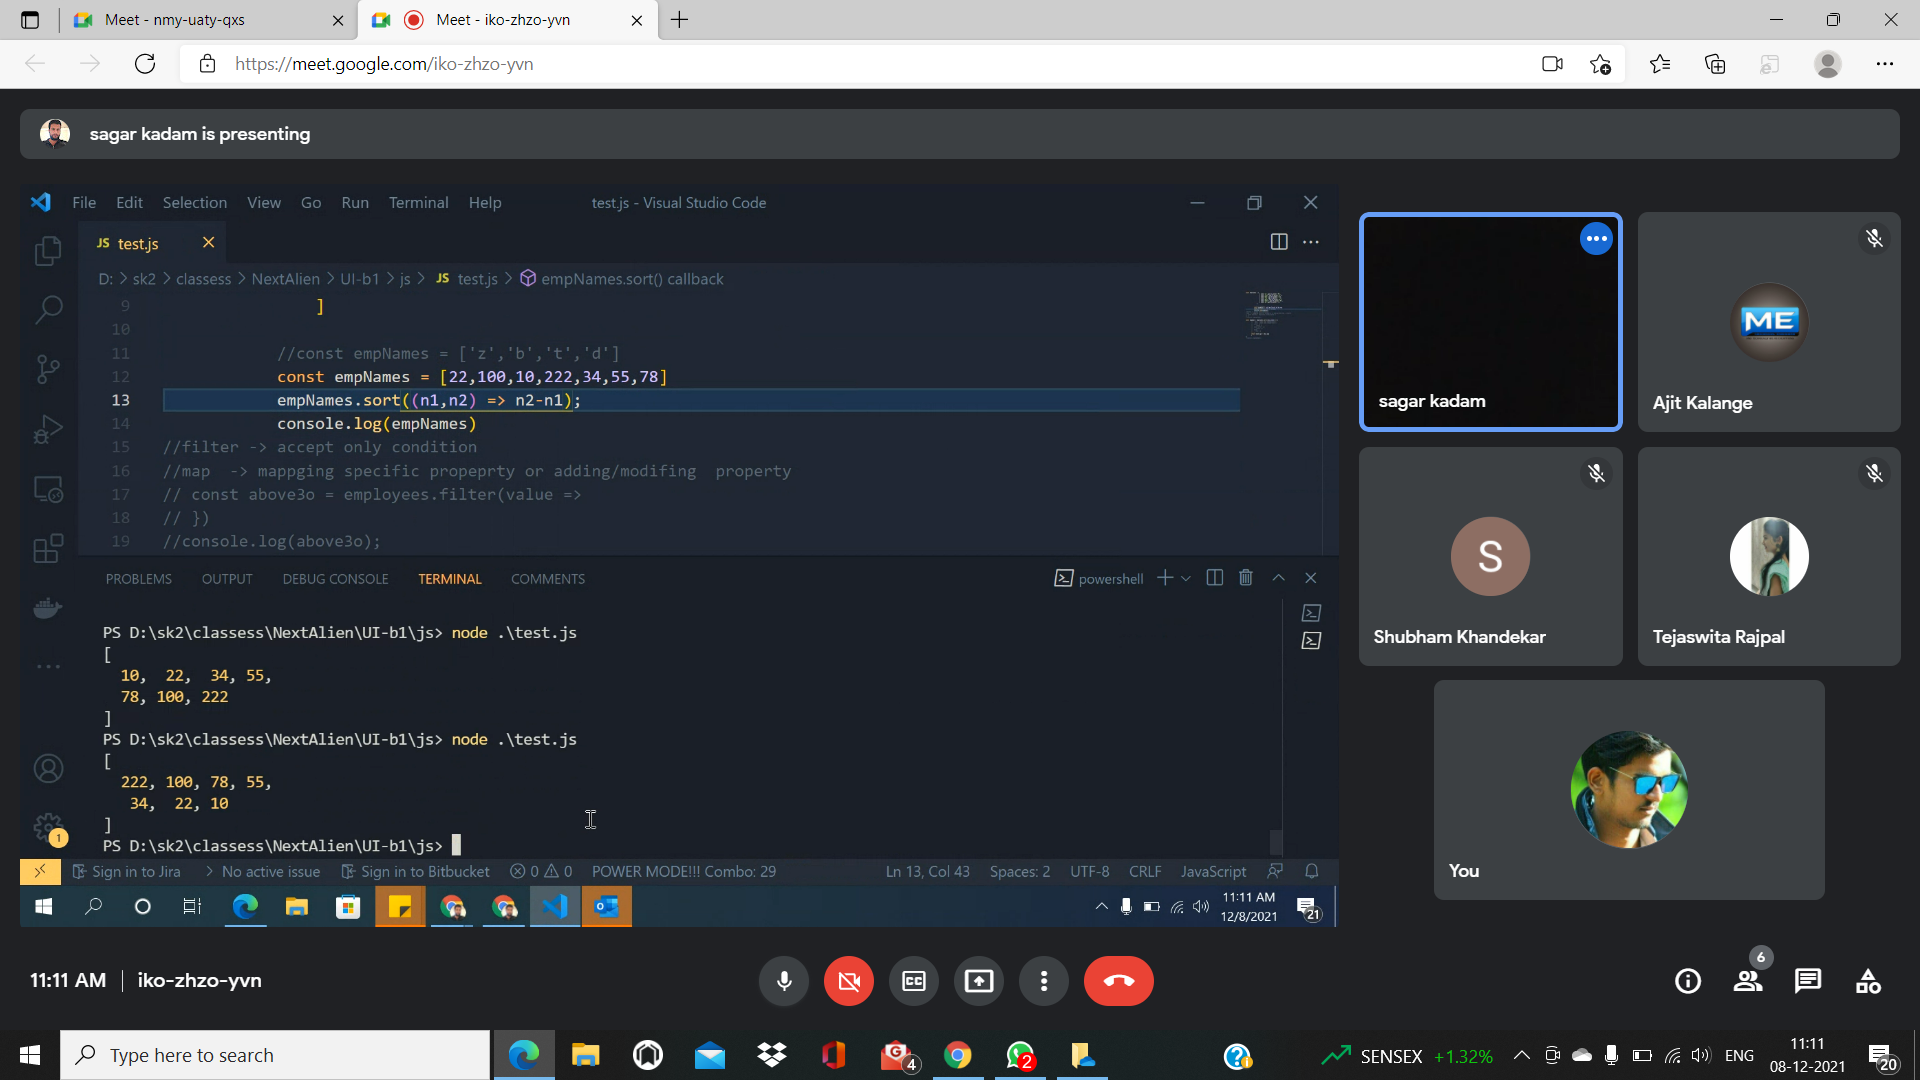 Meet - nmy-uaty-qxs
Meet - iko-zhzo-yvn
https://meet.google.com/iko-zhzo-yvn
sagar kadam is presenting
File Edit Selection View Go Run Terminal Help
test.js - Visual Studio Code
JS test.js
D: > sk2 > classess > NextAlien > UI-b1 > js > JS test.js > empNames.sort() callback
9 ]
10
11 //const empNames = ['z','b','t','d']
12 const empNames = [22,100,10,222,34,55,78]
13 empNames.sort((n1,n2) => n2-n1);
14 console.log(empNames)
15 //filter -> accept only condition
16 //map -> mappging specific propeprty or adding/modifing property
17 // const above3o = employees.filter(value =>
18 // })
19 //console.log(above3o);
PROBLEMS OUTPUT DEBUG CONSOLE TERMINAL COMMENTS
powershell
PS D:\sk2\classess\NextAlien\UI-b1\js> node .\test.js
[
10, 22, 34, 55,
78, 100, 222
]
PS D:\sk2\classess\NextAlien\UI-b1\js> node .\test.js
[
222, 100, 78, 55,
34, 22, 10
]
PS D:\sk2\classess\NextAlien\UI-b1\js>
1
Sign in to Jira > No active issue Sign in to Bitbucket 0 0 POWER MODE!!! Combo: 29 Ln 13, Col 43 Spaces: 2 UTF-8 CRLF JavaScript
11:11 AM
12/8/2021
21
sagar kadam
ME
Ajit Kalange
S
Shubham Khandekar
Tejaswita Rajpal
You
11:11 AM | iko-zhzo-yvn
CC
6
Type here to search
4
2
SENSEX +1.32%
ENG
11:11
08-12-2021
20